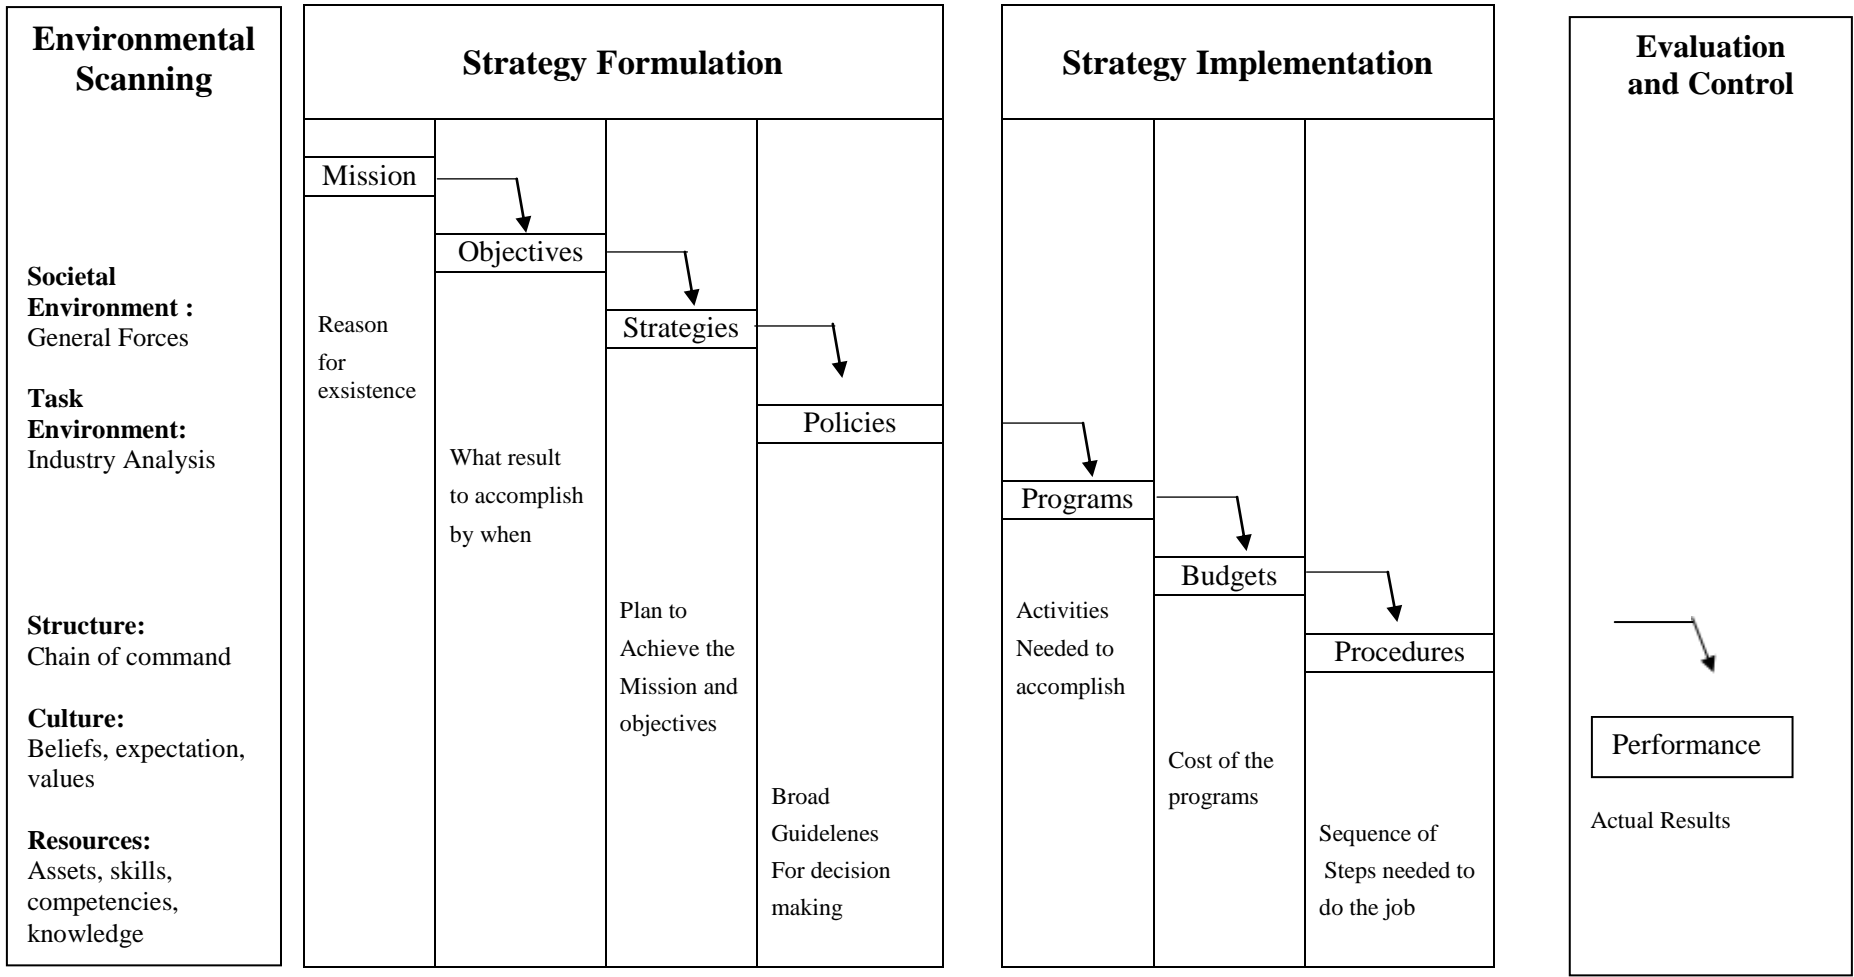 Environmental
Scanning
Societal
Environment :
General Forces
Task
Environment:
Industry Analysis
Structure:
Chain of command
Culture:
Beliefs, expectation,
values
Resources:
Assets, skills,
competencies,
knowledge
Strategy Formulation
Mission
Reason
for
exsistence
Objectives
What result
to accomplish
by when
Strategies
Plan to
Achieve the
Mission and
objectives
Policies
Broad
Guidelenes
For decision
making
Strategy Implementation
Programs
Activities
Needed to
accomplish
Budgets
Cost of the
programs
Procedures
Sequence of
Steps needed to
do the job
Evaluation
and Control
Performance
Actual Results